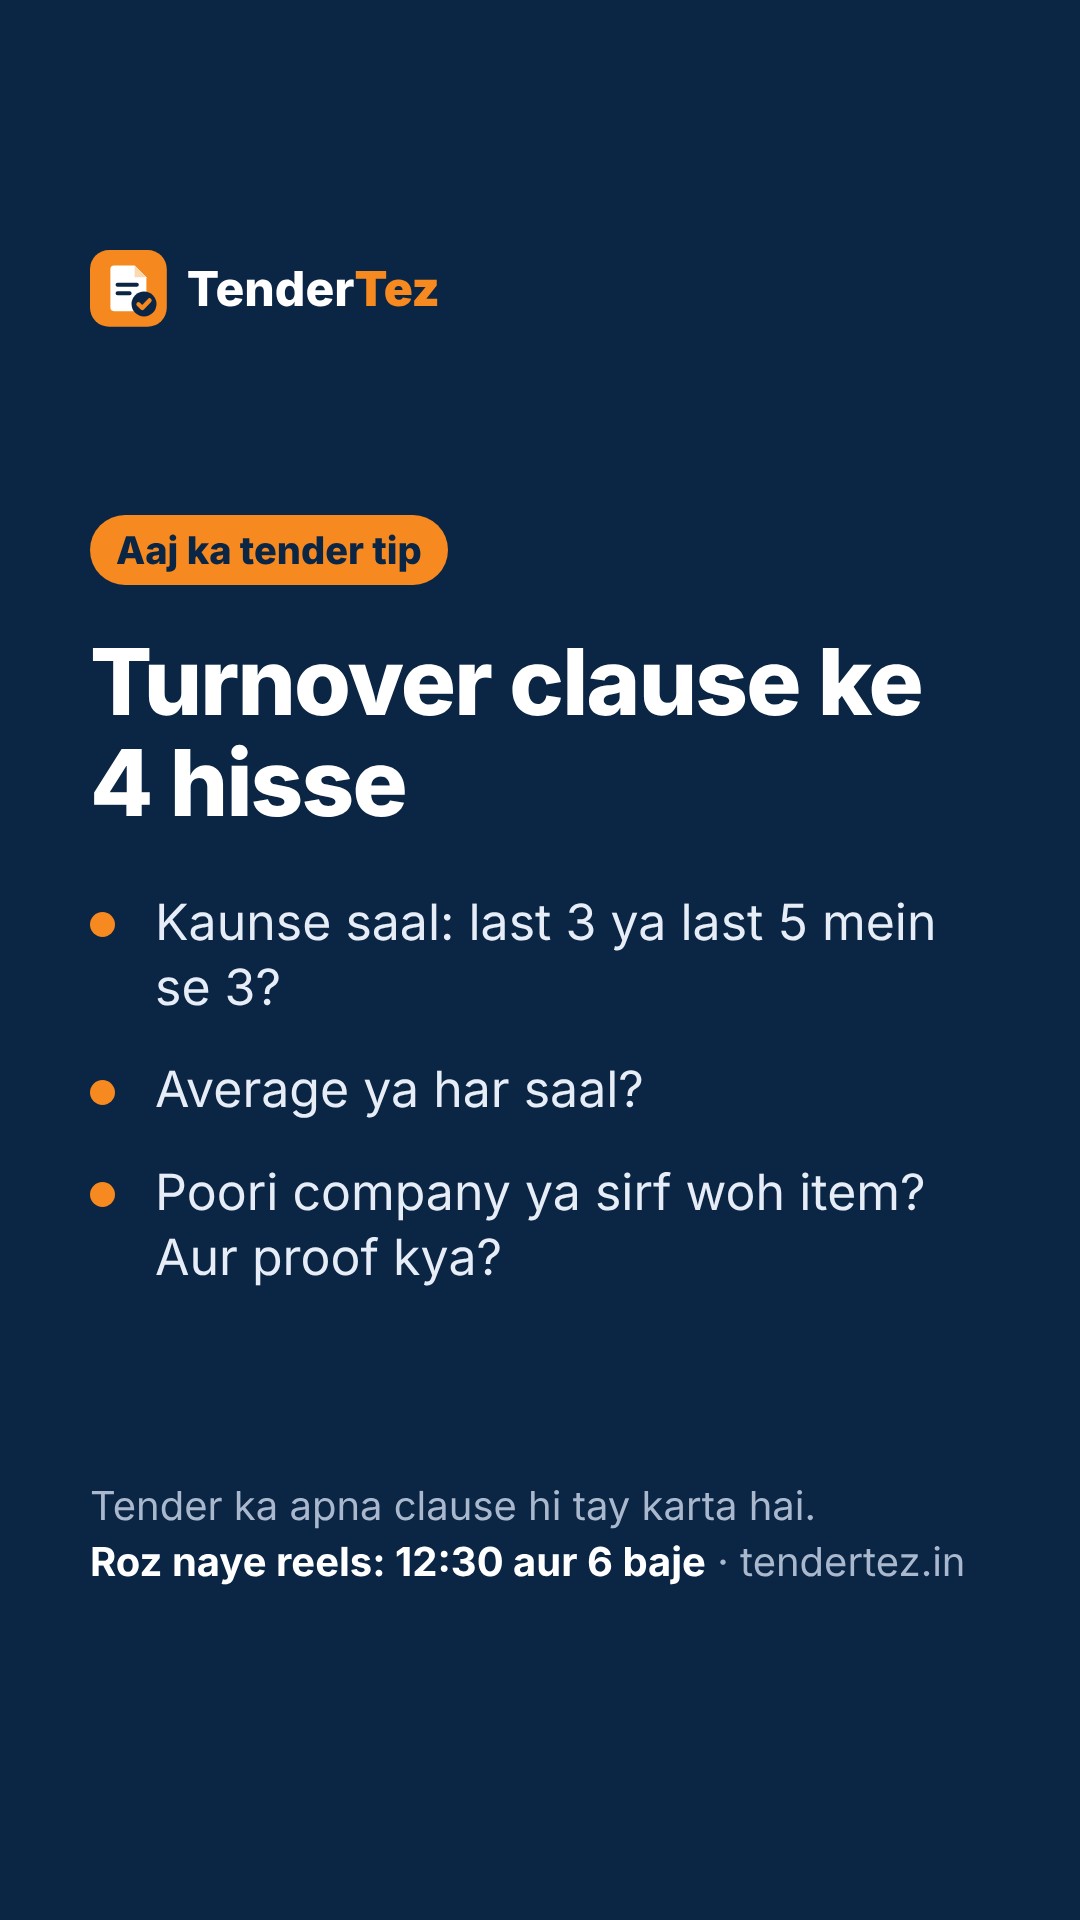 TenderTez
Aaj ka tender tip
Turnover clause ke
4 hisse
Kaunse saal: last 3 ya last 5 mein
se 3?
Average ya har saal?
Poori company ya sirf woh item?
Aur proof kya?
Tender ka apna clause hi tay karta hai.
Roz naye reels: 12:30 aur 6 baje · tendertez.in